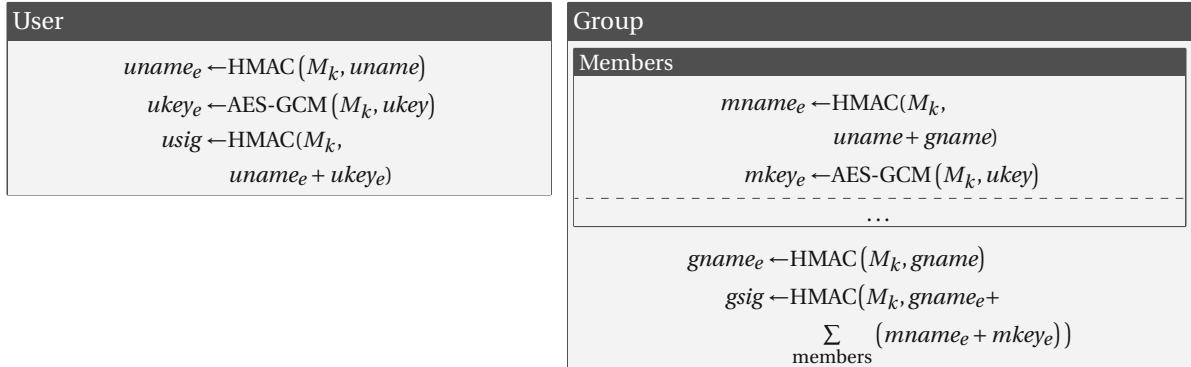 User
uname_e ←HMAC(M_k, uname)
ukey_e ←AES-GCM(M_k, ukey)
usig ←HMAC(M_k,
uname_e + ukey_e)
Group
Members
mname_e ←HMAC(M_k,
uname + gname)
mkey_e ←AES-GCM(M_k, ukey)
...
gname_e ←HMAC(M_k, gname)
gsig ←HMAC(M_k, gname_e+
∑ (mname_e + mkey_e))
members